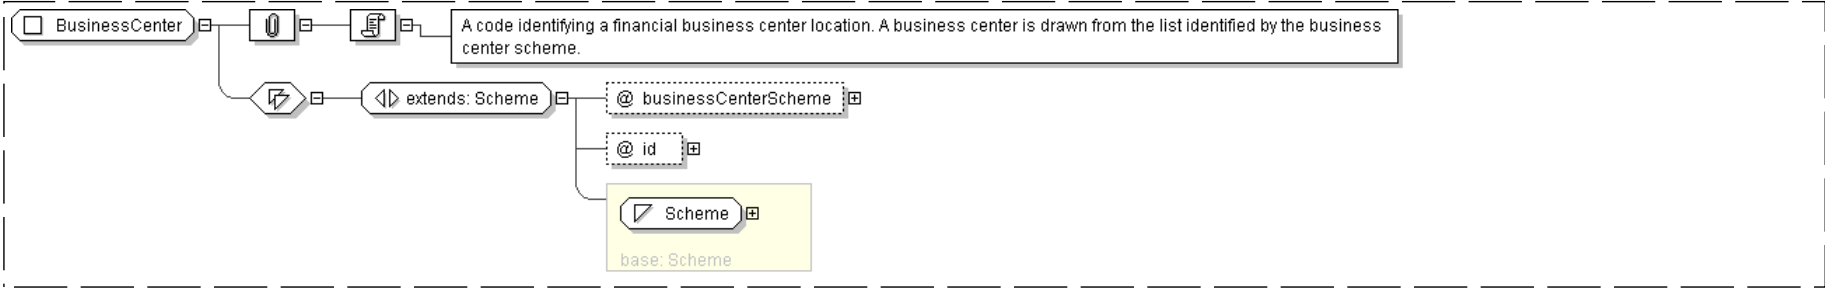 BusinessCenter
A code identifying a financial business center location. A business center is drawn from the list identified by the business
center scheme.
extends: Scheme
@ businessCenterScheme
@ id
Scheme
base: Scheme